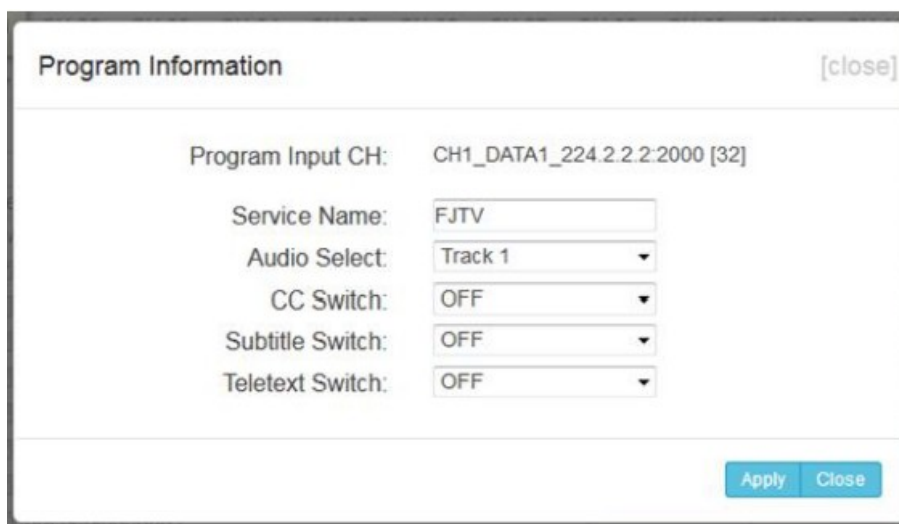 Program Information [close]
Program Input CH: CH1_DATA1_224.2.2.2:2000 [32]
Service Name: FJTV
Audio Select: Track 1
CC Switch: OFF
Subtitle Switch: OFF
Teletext Switch: OFF
Apply Close